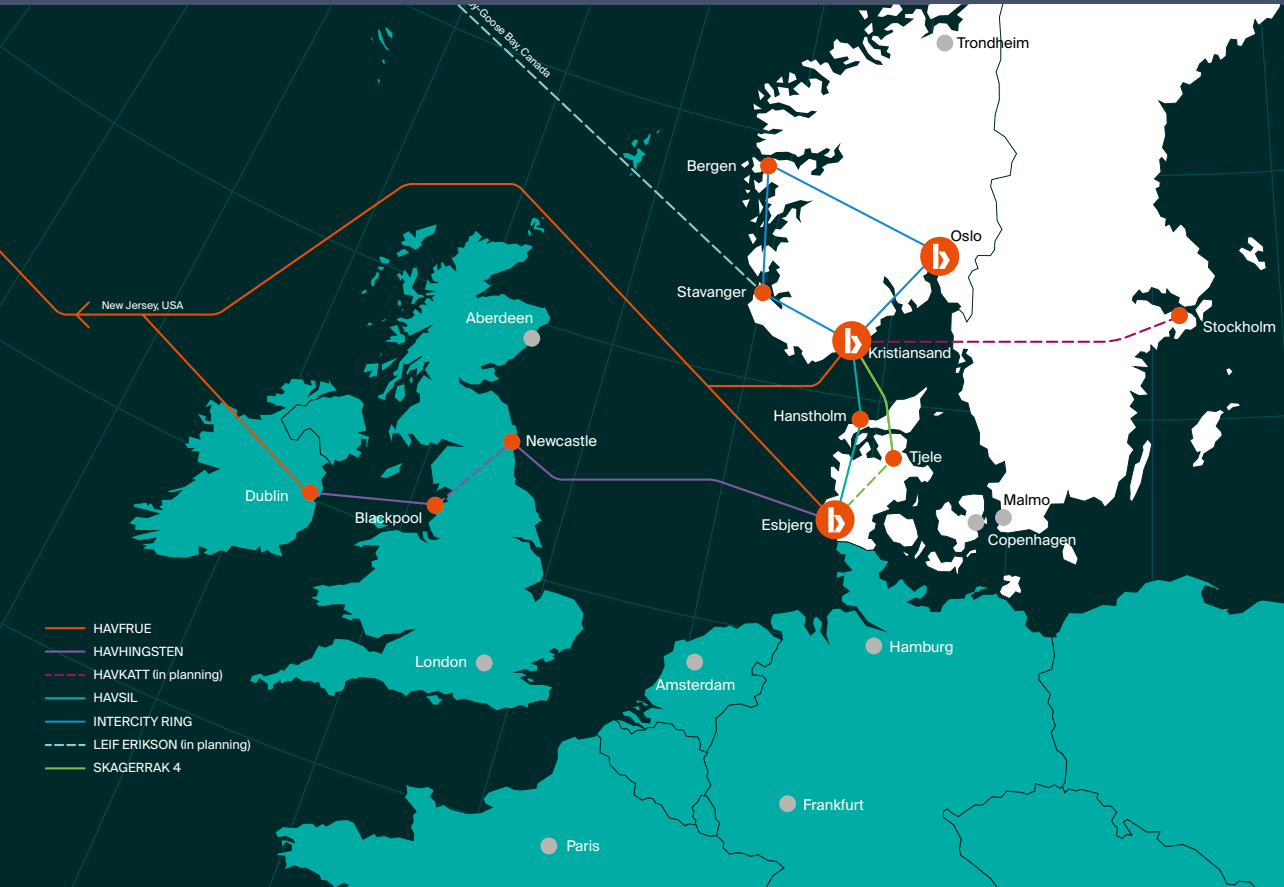 -Goose Bay, Canada
Trondheim
Bergen
Oslo
Stavanger
New Jersey, USA
Aberdeen
Stockholm
Kristiansand
Hanstholm
Newcastle
Tjele
Dublin
Blackpool
Malmo
Esbjerg
Copenhagen
HAVFRUE
HAVHINGSTEN
HAVKATT (in planning)
HAVSIL
INTERCITY RING
LEIF ERIKSON (in planning)
SKAGERRAK 4
London
Hamburg
Amsterdam
Frankfurt
Paris